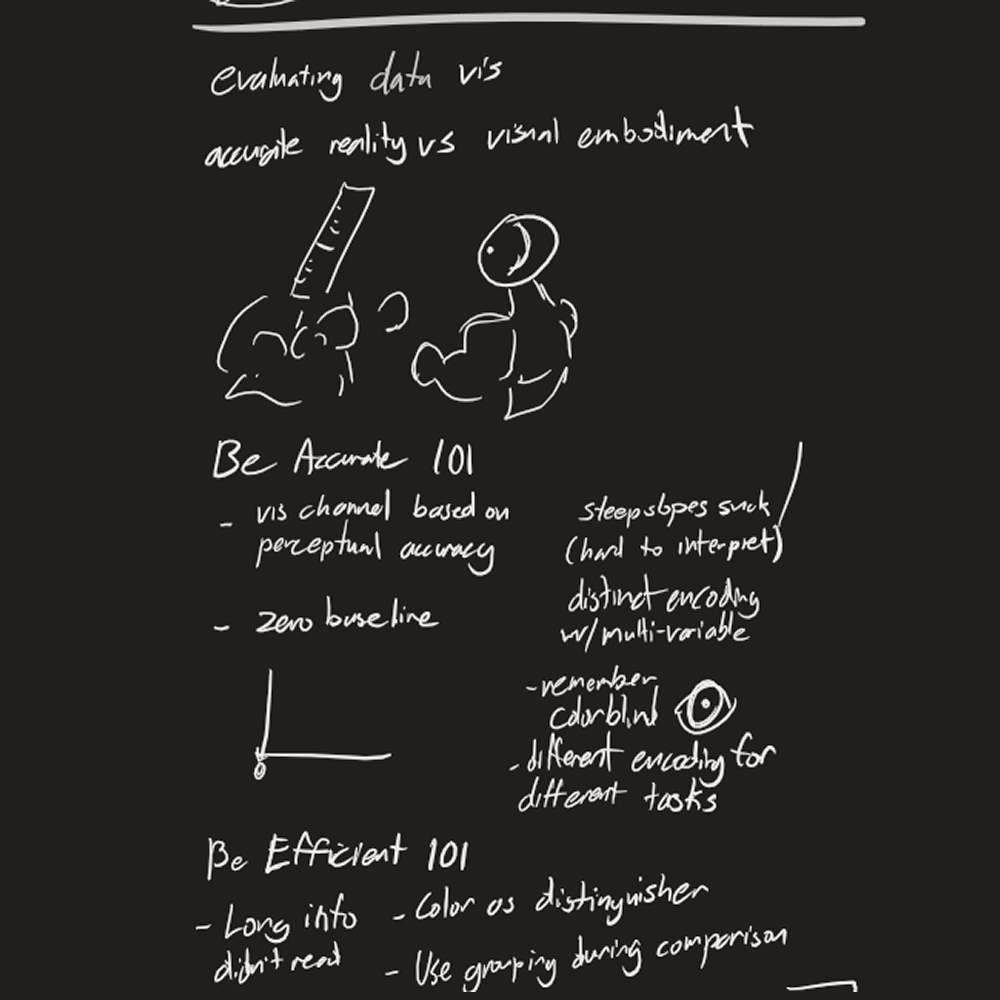 evaluating data vis
accurate reality vs visual embodiment
Be Accurate 101
- vis channel based on
perceptual accuracy
- zero baseline
0
steep slopes suck
(hard to interpret)
distinct encoding
w/ multi-variable
- remember
colorblind
- different encoding for
different tasks
Be Efficient 101
- Long info
didn't read
- Color as distinguisher
- Use grouping during comparison